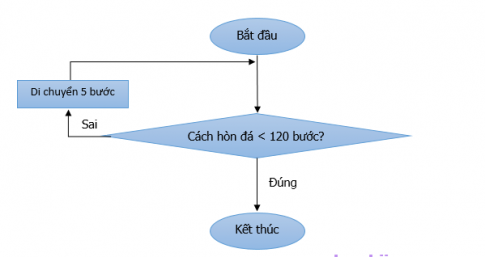 Bắt đầu
Di chuyển 5 bước
Sai
Cách hòn đá < 120 bước?
Đúng
Kết thúc